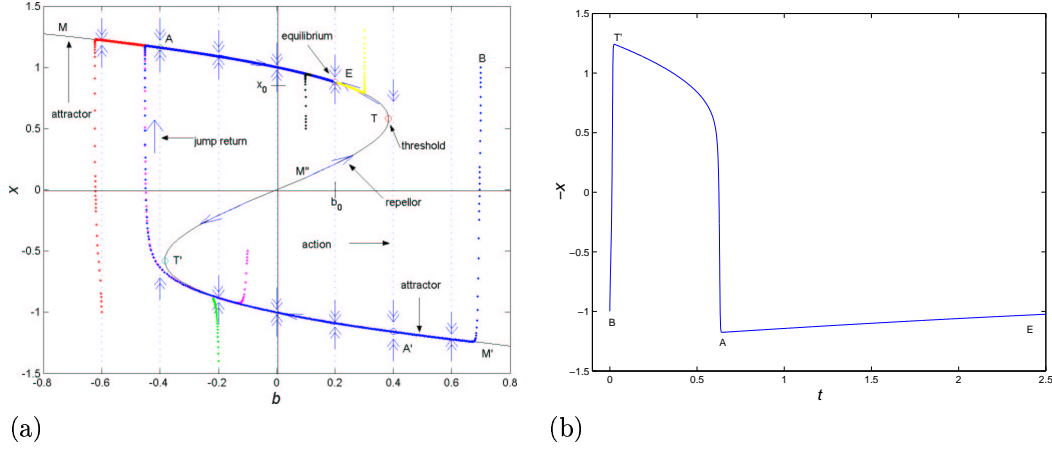 M
A
B
equilibrium
E
x0
attractor
jump return
T
threshold
M"
repellor
b0
action
T'
attractor
A'
M'
1.5
1
0.5
0
-0.5
-1
-1.5
x
-0.8
-0.6
-0.4
-0.2
0
0.2
0.4
0.6
0.8
b
(a)
T'
B
A
E
1.5
1
0.5
0
−0.5
−1
−1.5
−x
0
0.5
1
1.5
2
2.5
t
(b)